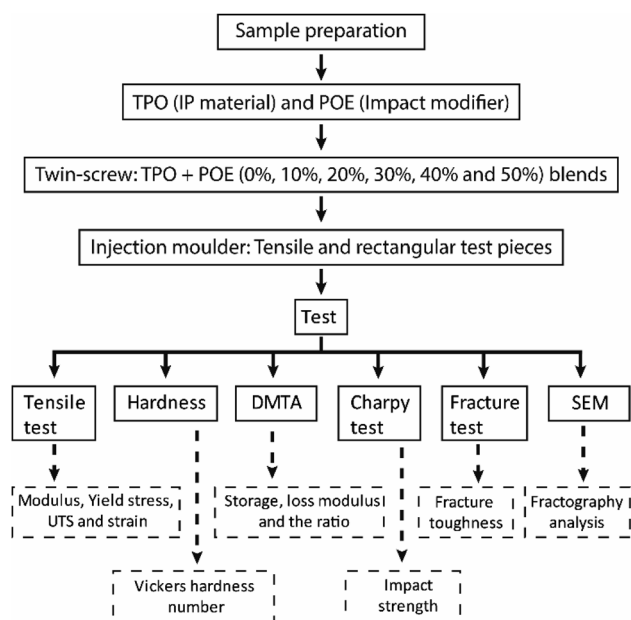 Sample preparation
TPO (IP material) and POE (Impact modifier)
Twin-screw: TPO + POE (0%, 10%, 20%, 30%, 40% and 50%) blends
Injection moulder: Tensile and rectangular test pieces
Test
Tensile
test
Hardness
DMTA
Charpy
test
Fracture
test
SEM
Modulus, Yield stress,
UTS and strain
Storage, loss modulus
and the ratio
Fracture
toughness
Fractography
analysis
Vickers hardness
number
Impact
strength